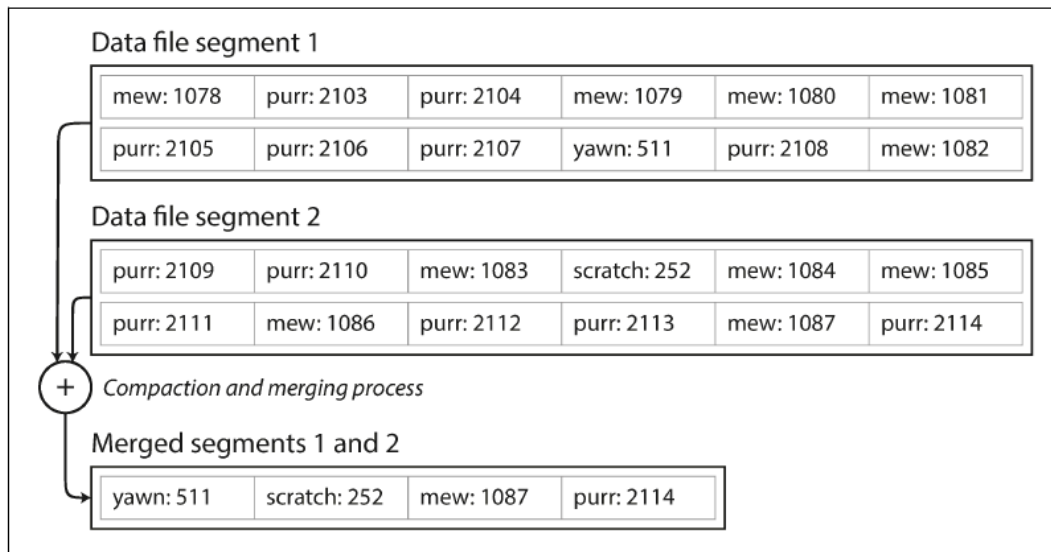 Data file segment 1
mew: 1078 purr: 2103 purr: 2104 mew: 1079 mew: 1080 mew: 1081
purr: 2105 purr: 2106 purr: 2107 yawn: 511 purr: 2108 mew: 1082
Data file segment 2
purr: 2109 purr: 2110 mew: 1083 scratch: 252 mew: 1084 mew: 1085
purr: 2111 mew: 1086 purr: 2112 purr: 2113 mew: 1087 purr: 2114
+ Compaction and merging process
Merged segments 1 and 2
yawn: 511 scratch: 252 mew: 1087 purr: 2114